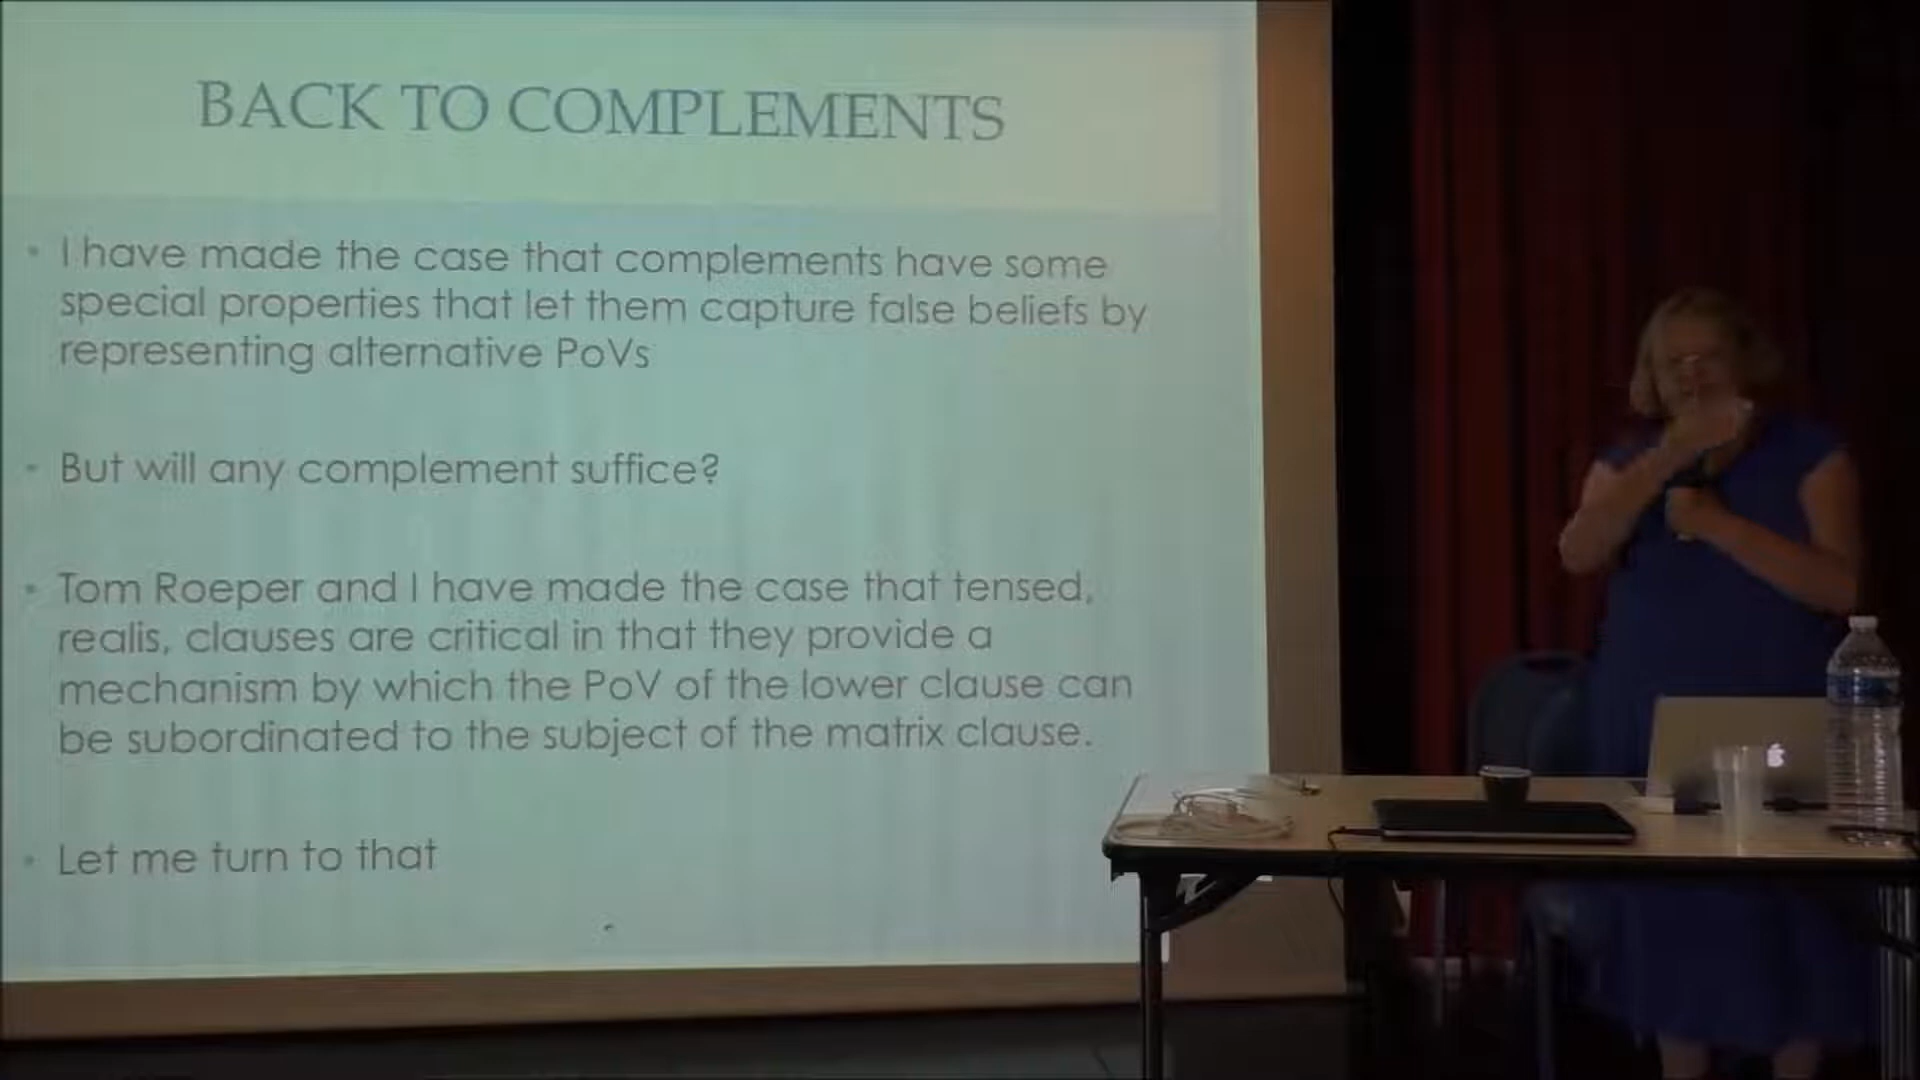 BACK TO COMPLEMENTS
• I have made the case that complements have some
special properties that let them capture false beliefs by
representing alternative PoVs
• But will any complement suffice?
• Tom Roeper and I have made the case that tensed,
realis, clauses are critical in that they provide a
mechanism by which the PoV of the lower clause can
be subordinated to the subject of the matrix clause.
• Let me turn to that